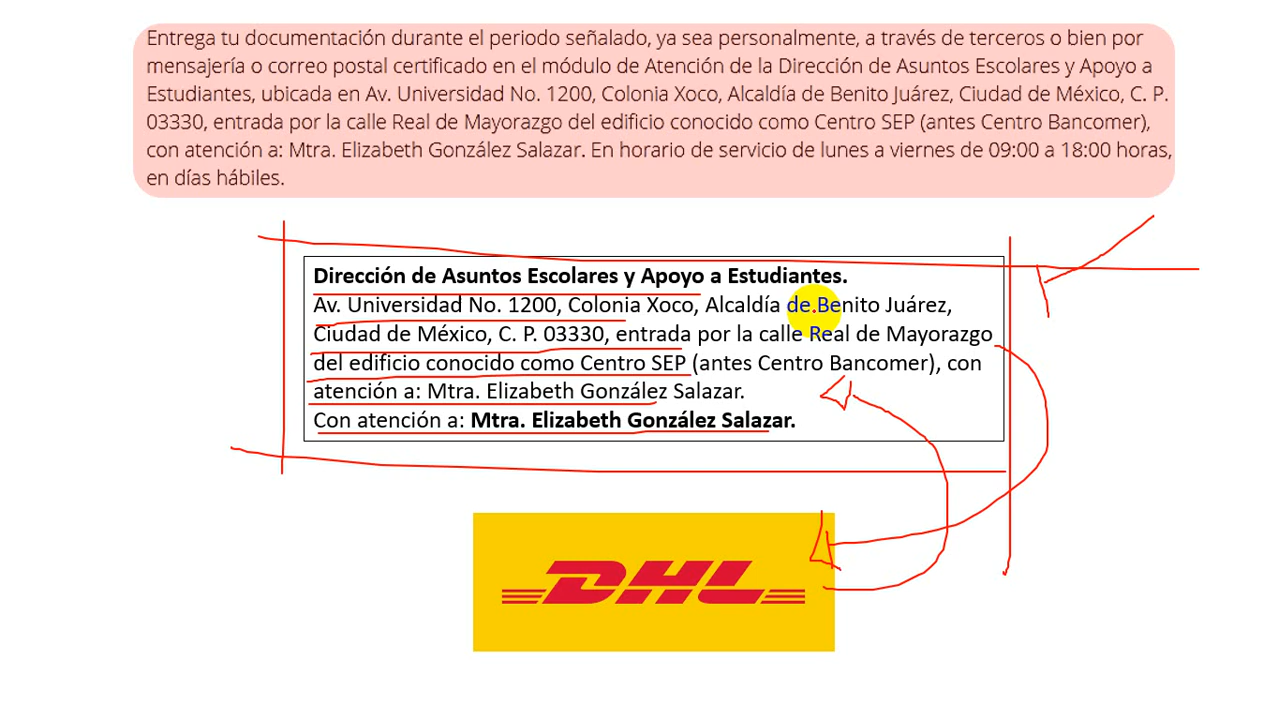 Entrega tu documentación durante el periodo señalado, ya sea personalmente, a través de terceros o bien por
mensajería o correo postal certificado en el módulo de Atención de la Dirección de Asuntos Escolares y Apoyo a
Estudiantes, ubicada en Av. Universidad No. 1200, Colonia Xoco, Alcaldía de Benito Juárez, Ciudad de México, C. P.
03330, entrada por la calle Real de Mayorazgo del edificio conocido como Centro SEP (antes Centro Bancomer),
con atención a: Mtra. Elizabeth González Salazar. En horario de servicio de lunes a viernes de 09:00 a 18:00 horas,
en días hábiles.
Dirección de Asuntos Escolares y Apoyo a Estudiantes.
Av. Universidad No. 1200, Colonia Xoco, Alcaldía de Benito Juárez,
Ciudad de México, C. P. 03330, entrada por la calle Real de Mayorazgo
del edificio conocido como Centro SEP (antes Centro Bancomer), con
atención a: Mtra. Elizabeth González Salazar.
Con atención a: Mtra. Elizabeth González Salazar.
DHL